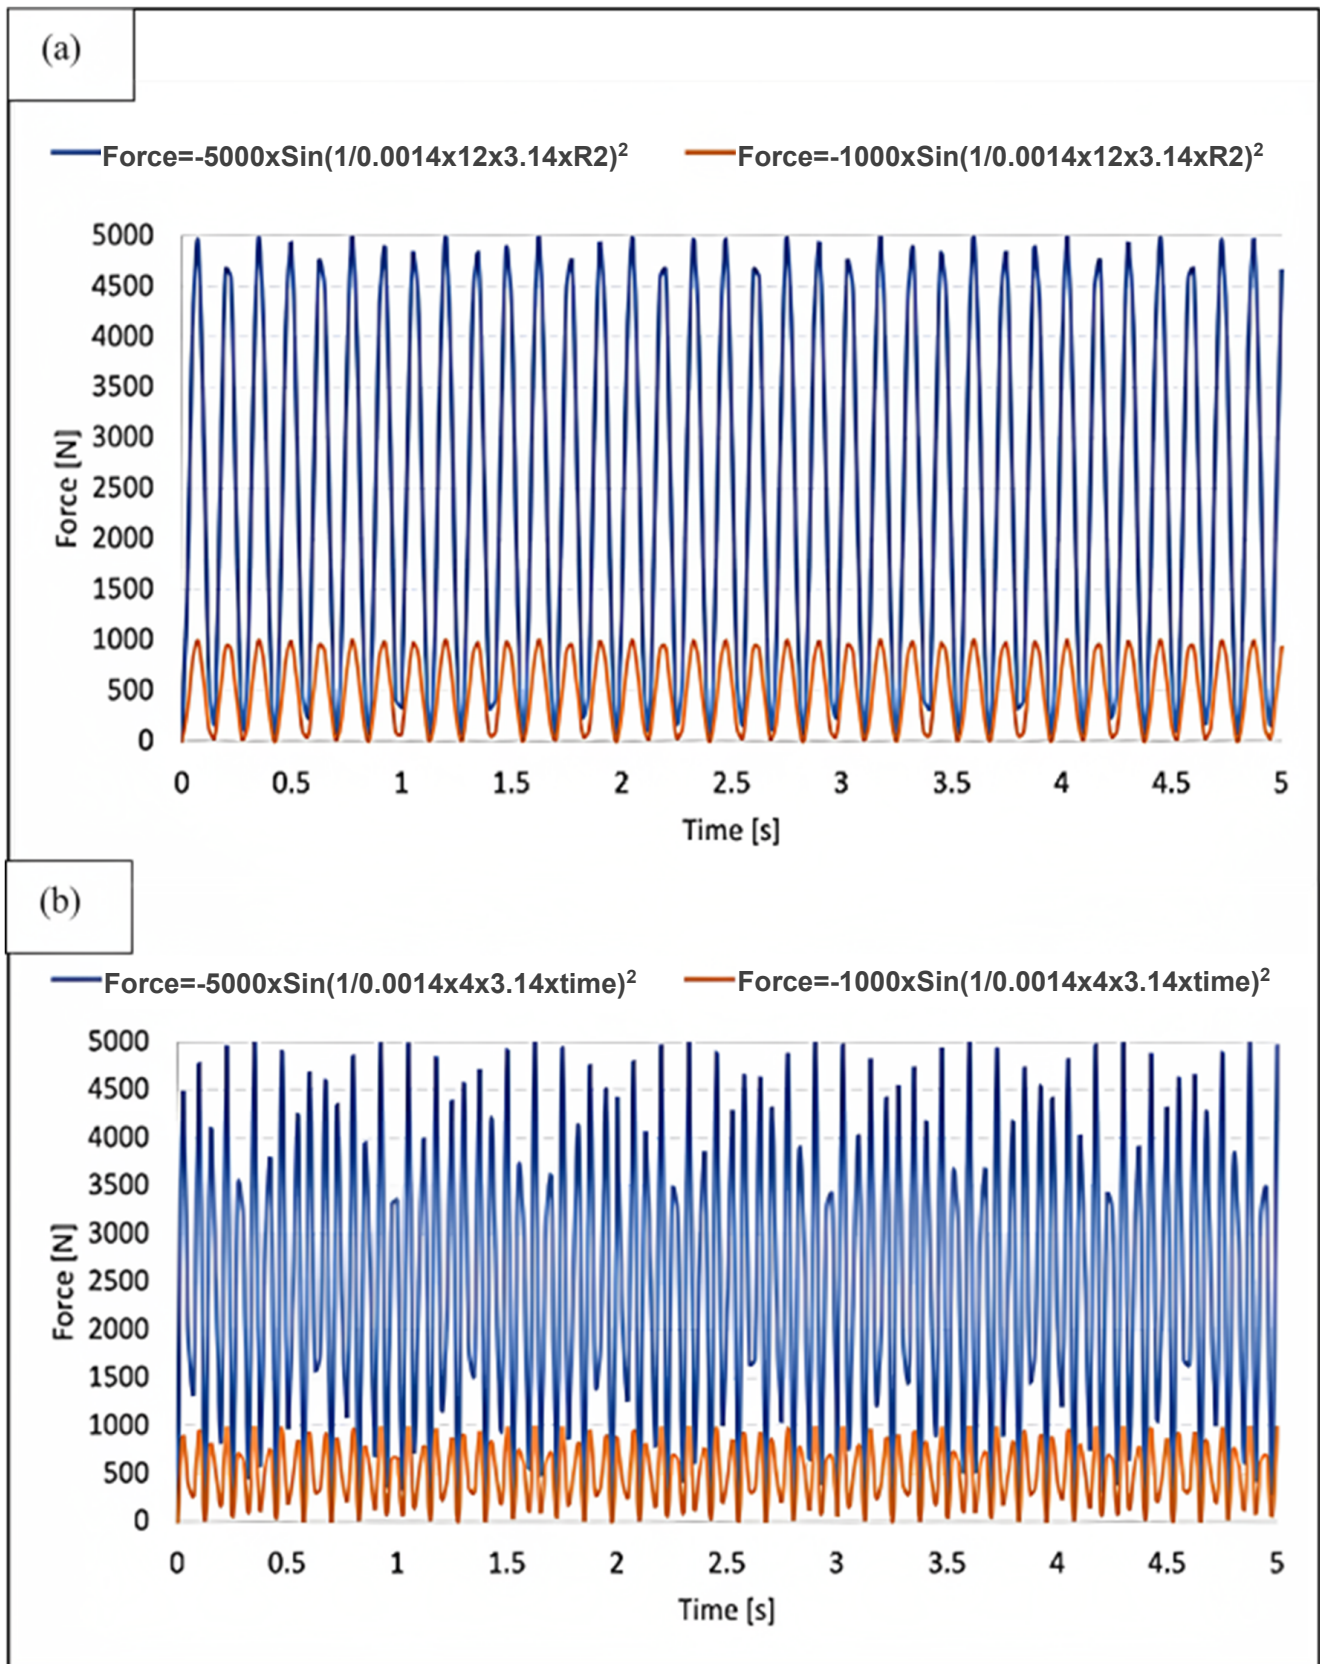 (a)
Force=-5000xSin(1/0.0014x12x3.14xR2)² Force=-1000xSin(1/0.0014x12x3.14xR2)²
5000
4500
4000
3500
3000
2500
2000
1500
1000
500
0
Force [N]
0 0.5 1 1.5 2 2.5 3 3.5 4 4.5 5
Time [s]
(b)
Force=-5000xSin(1/0.0014x4x3.14xtime)² Force=-1000xSin(1/0.0014x4x3.14xtime)²
5000
4500
4000
3500
3000
2500
2000
1500
1000
500
0
Force [N]
0 0.5 1 1.5 2 2.5 3 3.5 4 4.5 5
Time [s]